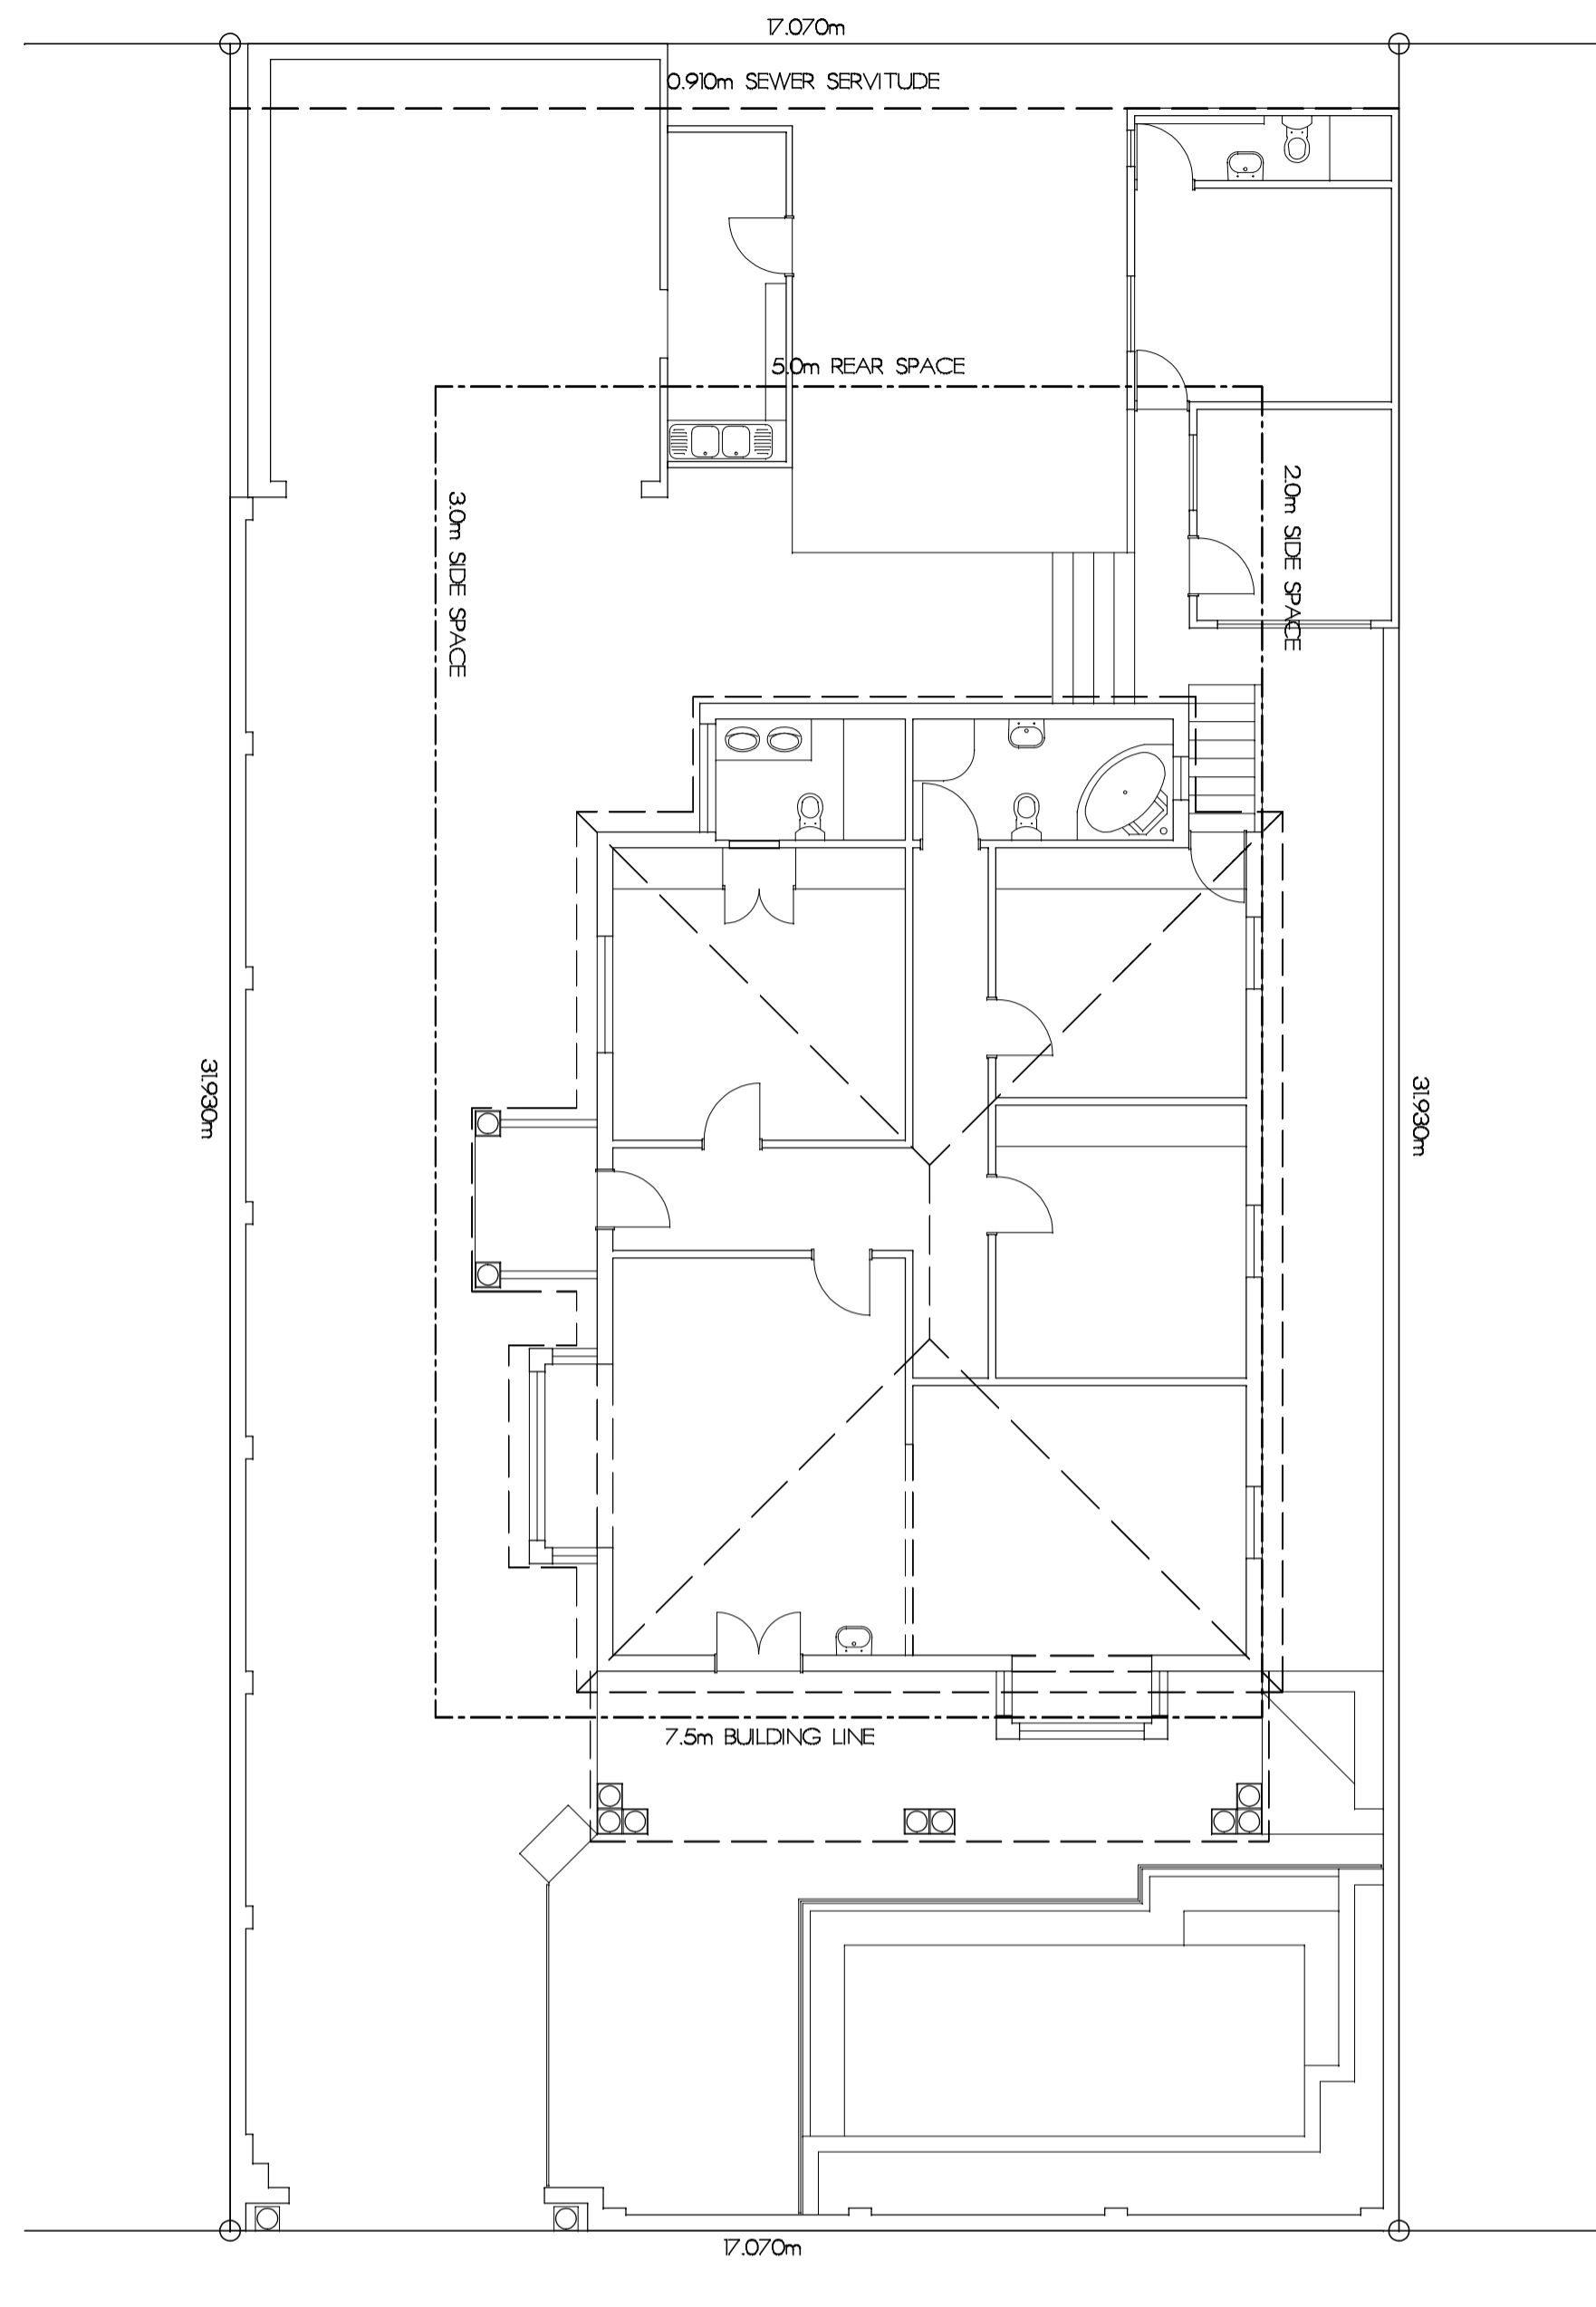 17.070m
0.910m SEWER SERVITUDE
5.0m REAR SPACE
3.0m SIDE SPACE
2.0m SIDE SPACE
31.930m
31.930m
7.5m BUILDING LINE
17.070m